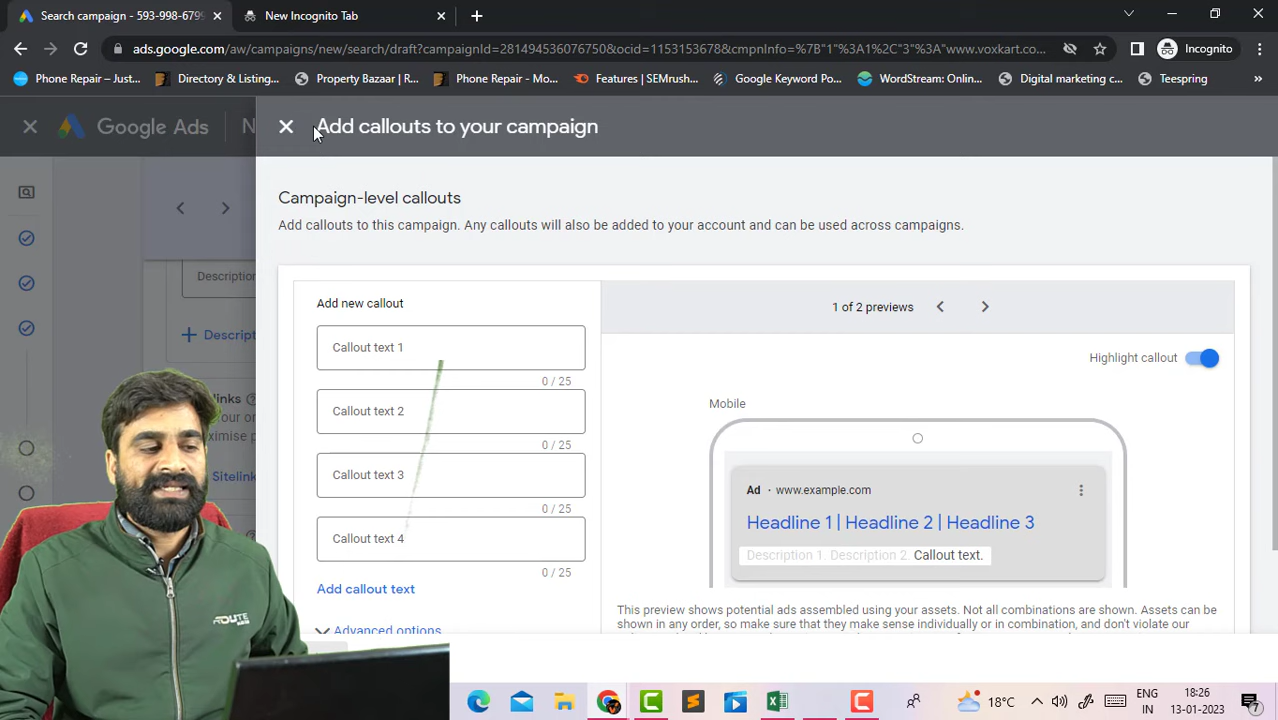 Search campaign - 593-998-6799
New Incognito Tab
ads.google.com/aw/campaigns/new/search/draft?campaignId=281494536076750&ocid=1153153678&cmpnInfo=%7B"1"%3A1%2C"3"%3A"www.voxkart.com...
Incognito
Phone Repair – Just...
Directory & Listing...
Property Bazaar | R...
Phone Repair - Mo...
Features | SEMrush...
Google Keyword Po...
WordStream: Onlin...
Digital marketing c...
Teespring
Google Ads
Add callouts to your campaign
Campaign-level callouts
Add callouts to this campaign. Any callouts will also be added to your account and can be used across campaigns.
Description
Add new callout
1 of 2 previews
Descript
Callout text 1
0 / 25
Highlight callout
Callout text 2
0 / 25
Mobile
links
Callout text 3
0 / 25
Ad · www.example.com
Sitelink
Headline 1 | Headline 2 | Headline 3
Callout text 4
0 / 25
Description 1. Description 2. Callout text.
Add callout text
This preview shows potential ads assembled using your assets. Not all combinations are shown. Assets can be
shown in any order, so make sure that they make sense individually or in combination, and don't violate our
Advanced options
ROUTE
18°C
ENG
IN
18:26
13-01-2023
7